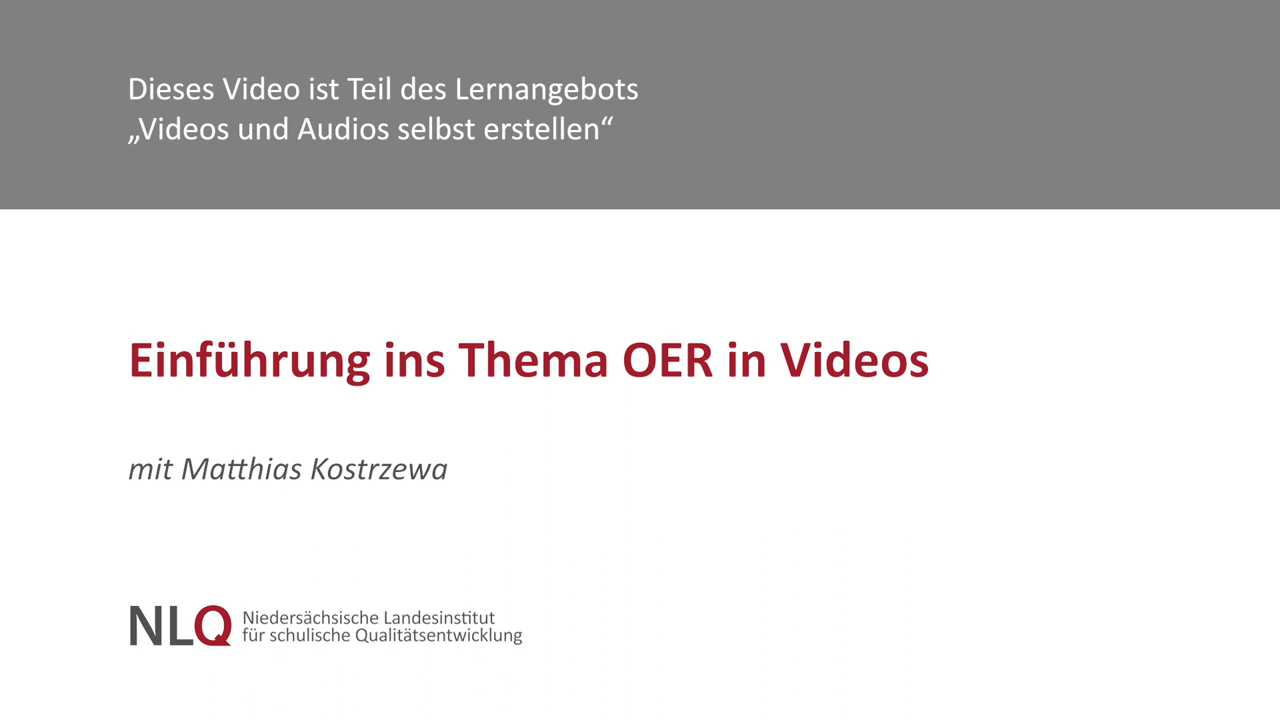 Dieses Video ist Teil des Lernangebots
„Videos und Audios selbst erstellen“
Einführung ins Thema OER in Videos
mit Matthias Kostrzewa
NLQ
Niedersächsische Landesinstitut
für schulische Qualitätsentwicklung